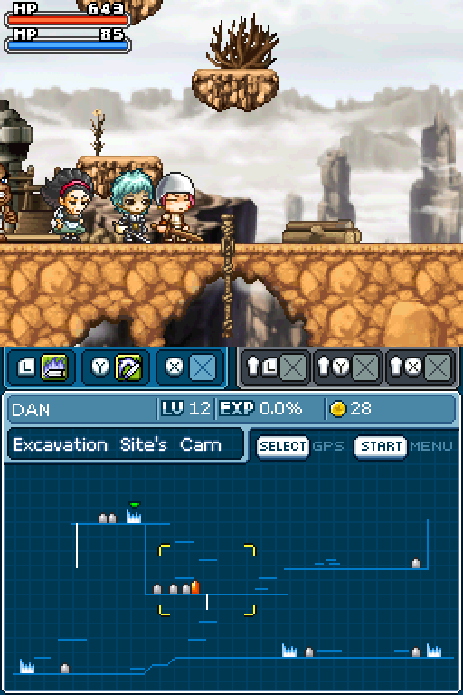 HP 643
MP 85
L Y X L Y X
DAN LV 12 EXP 0.0% 28
Excavation Site's Cam SELECT GPS START MENU